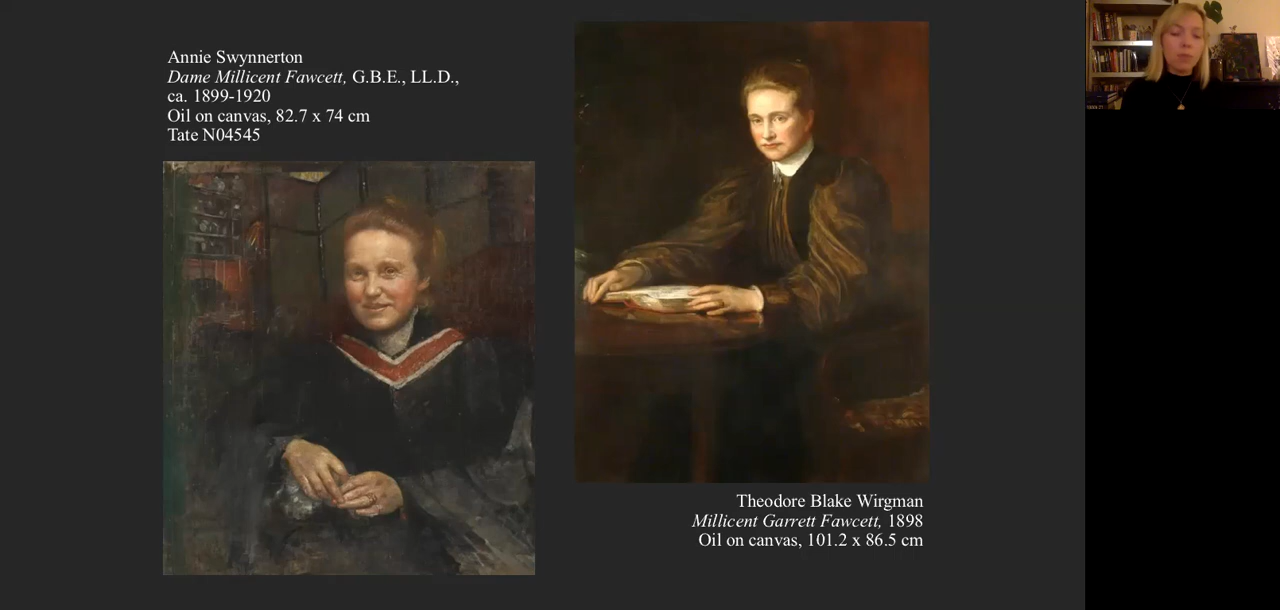 Annie Swynnerton
Dame Millicent Fawcett, G.B.E., LL.D.,
ca. 1899-1920
Oil on canvas, 82.7 x 74 cm
Tate N04545
Theodore Blake Wirgman
Millicent Garrett Fawcett, 1898
Oil on canvas, 101.2 x 86.5 cm